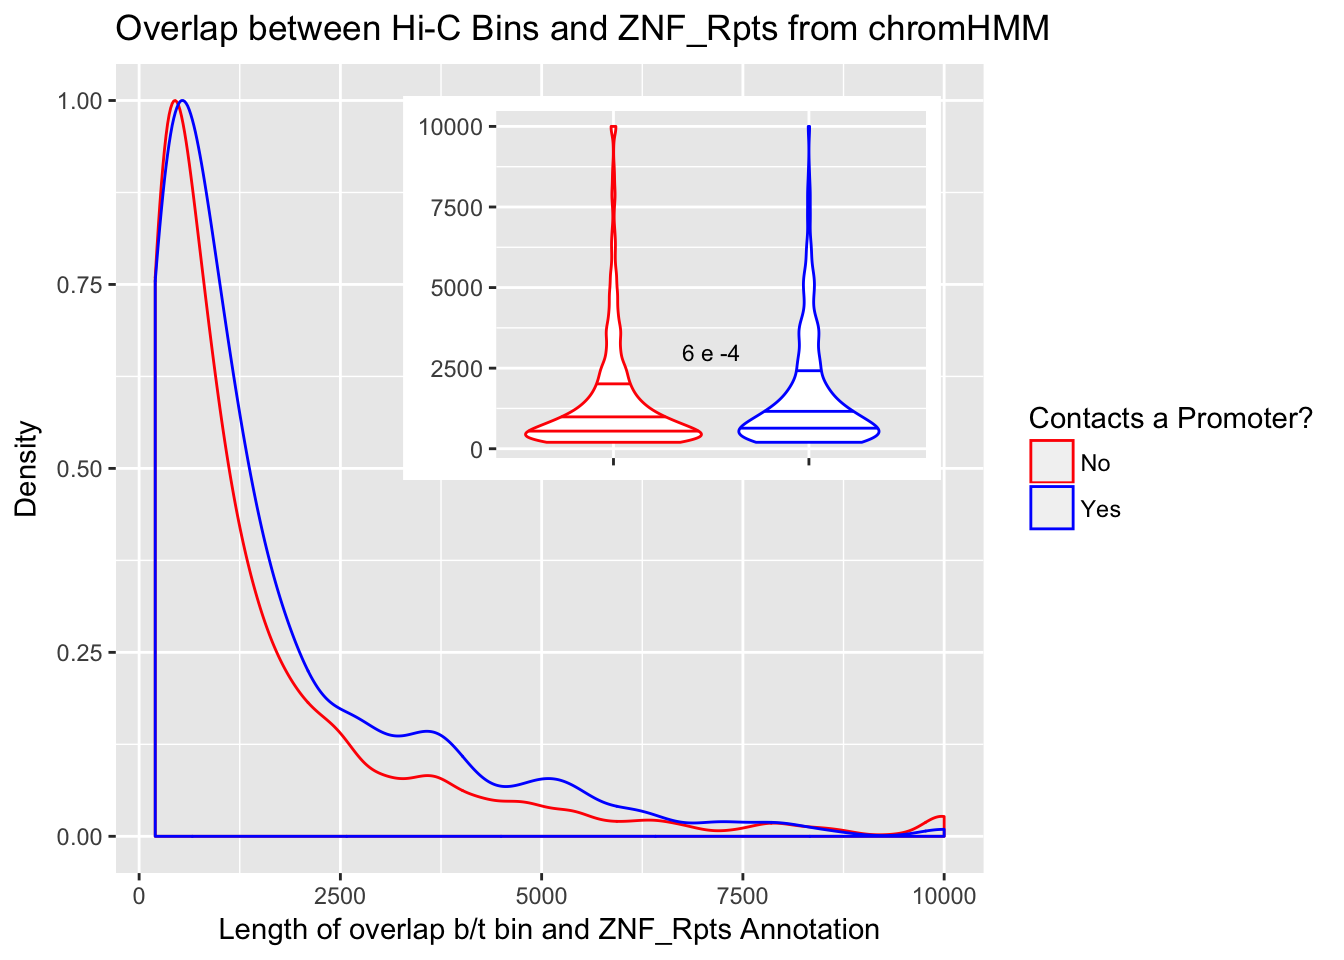 Overlap between Hi-C Bins and ZNF_Rpts from chromHMM
1.00
0.75
0.50
0.25
0.00
Density
10000
7500
5000
2500
0
6 e -4
Contacts a Promoter?
No
Yes
0 2500 5000 7500 10000
Length of overlap b/t bin and ZNF_Rpts Annotation